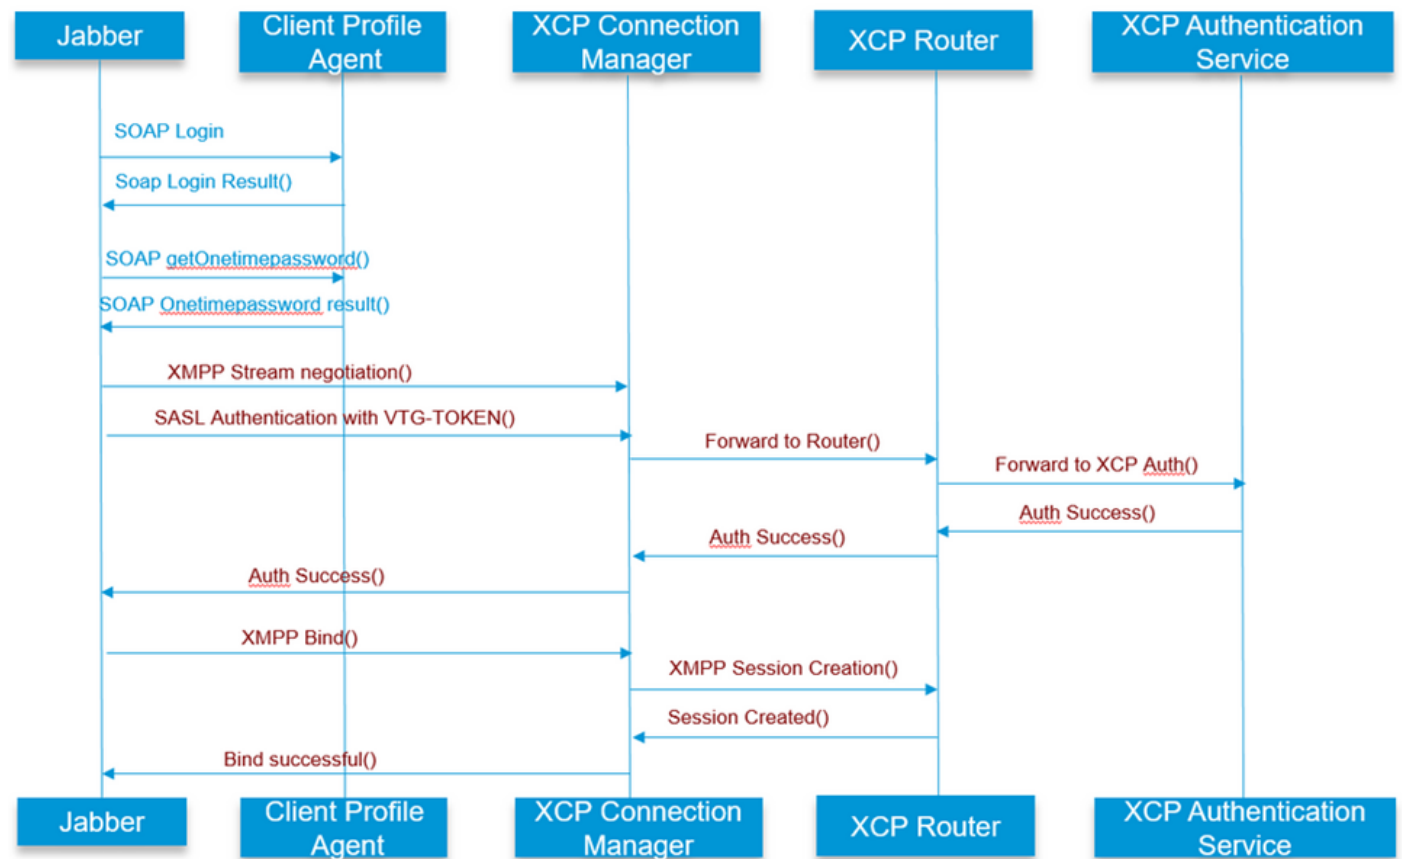 Jabber
Client Profile
Agent
XCP Connection
Manager
XCP Router
XCP Authentication
Service
SOAP Login
Soap Login Result()
SOAP getOnetimepassword()
SOAP Onetimepassword result()
XMPP Stream negotiation()
SASL Authentication with VTG-TOKEN()
Forward to Router()
Forward to XCP Auth()
Auth Success()
Auth Success()
Auth Success()
XMPP Bind()
XMPP Session Creation()
Session Created()
Bind successful()
Jabber
Client Profile
Agent
XCP Connection
Manager
XCP Router
XCP Authentication
Service